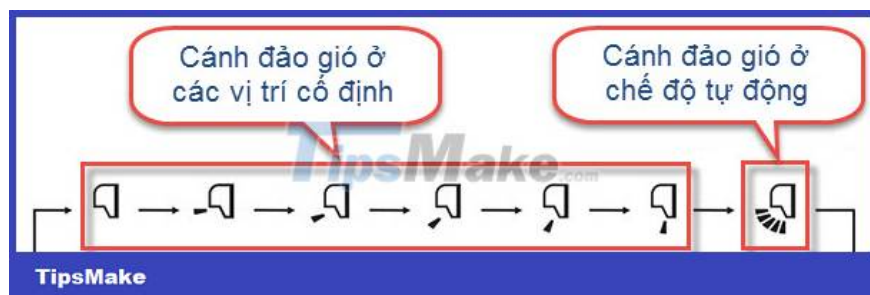 Cánh đảo gió ở
các vị trí cố định
Cánh đảo gió ở
chế độ tự động
TipsMake.com
TipsMake